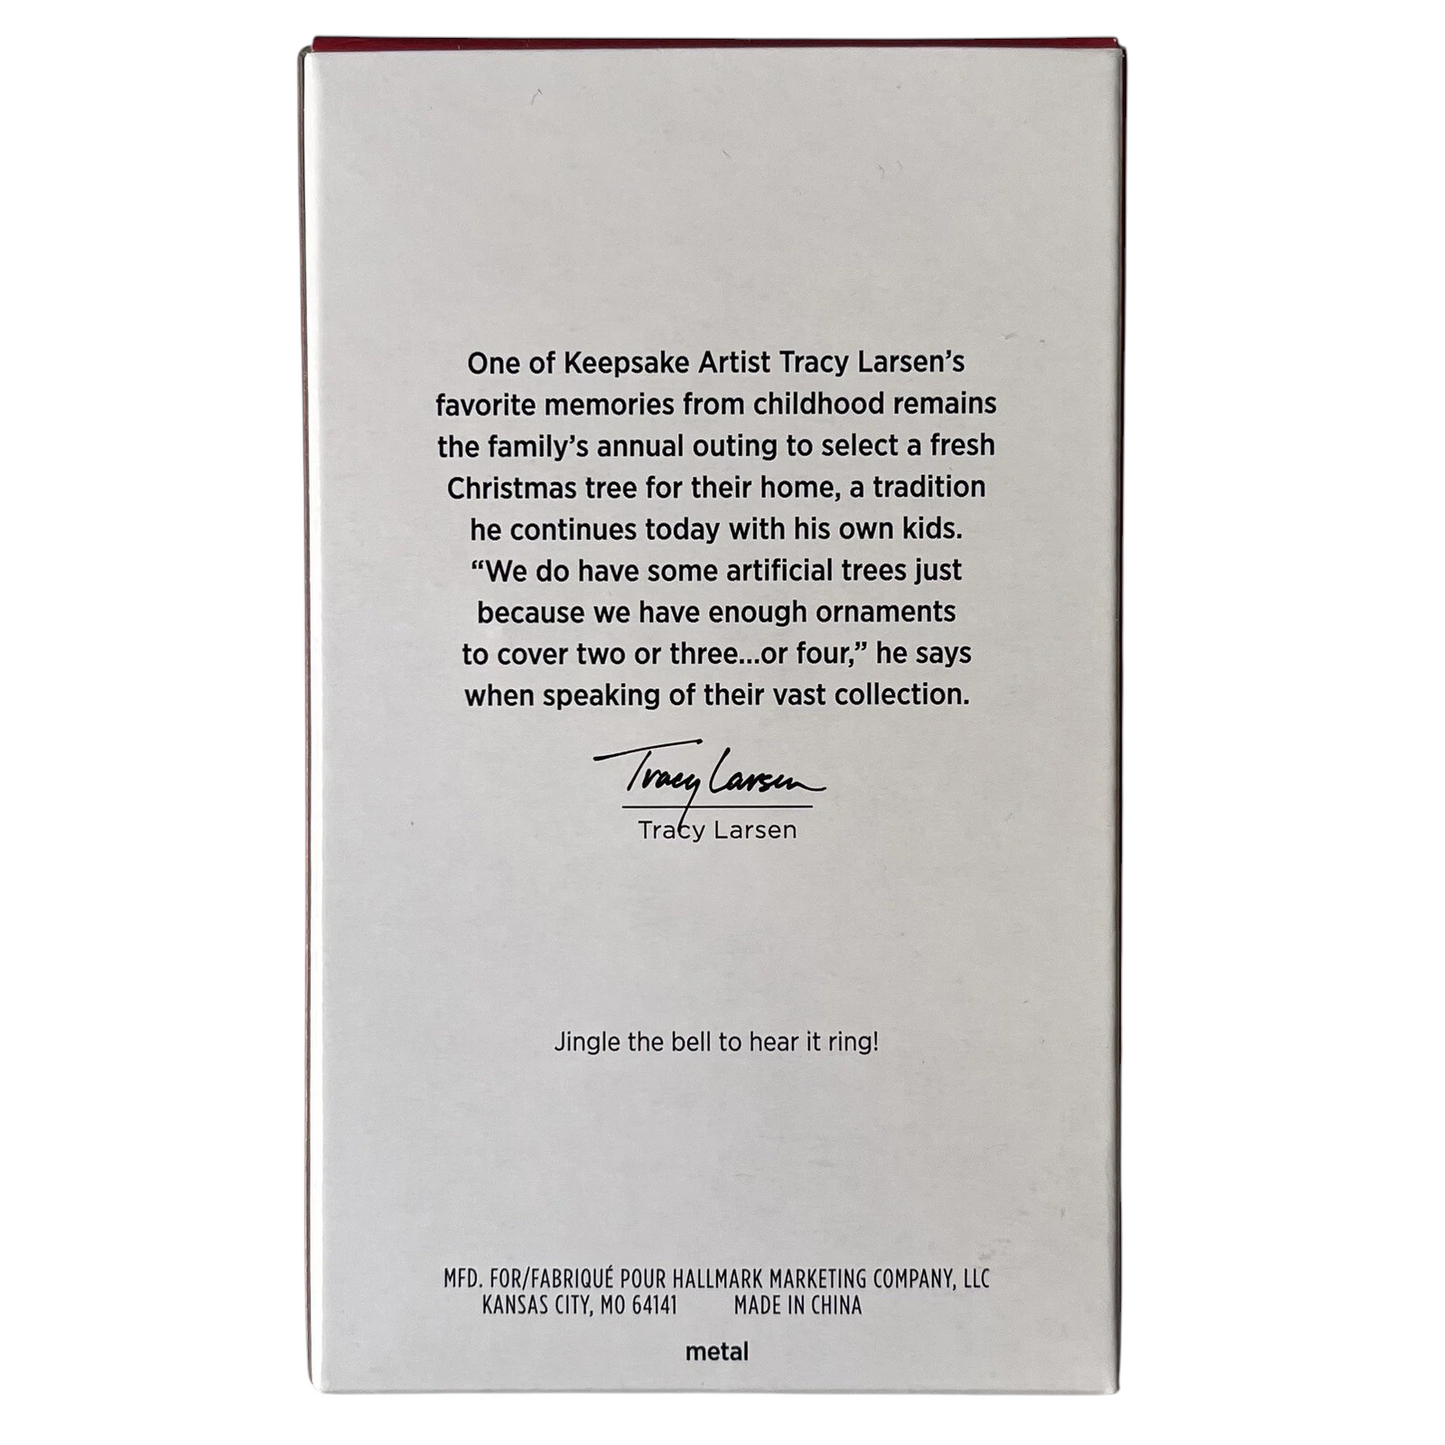 One of Keepsake Artist Tracy Larsen’s
favorite memories from childhood remains
the family’s annual outing to select a fresh
Christmas tree for their home, a tradition
he continues today with his own kids.
“We do have some artificial trees just
because we have enough ornaments
to cover two or three...or four,” he says
when speaking of their vast collection.
Tracy Larsen
Tracy Larsen
Jingle the bell to hear it ring!
MFD. FOR/FABRIQUÉ POUR HALLMARK MARKETING COMPANY, LLC
KANSAS CITY, MO 64141 MADE IN CHINA
metal